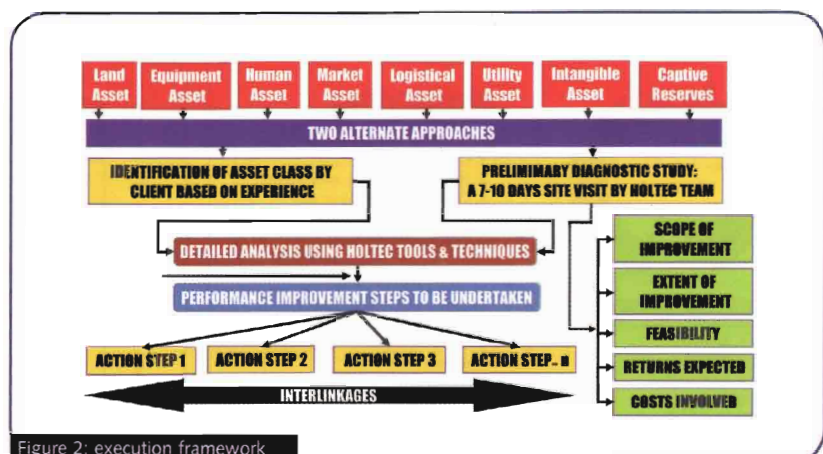 Land Asset
Equipment Asset
Human Asset
Market Asset
Logistical Asset
Utility Asset
Intangible Asset
Captive Reserves
TWO ALTERNATE APPROACHES
IDENTIFICATION OF ASSET CLASS BY
CLIENT BASED ON EXPERIENCE
PRELIMIMARY DIAGNOSTIC STUDY:
A 7-10 DAYS SITE VISIT BY HOLTEC TEAM
DETAILED ANALYSIS USING HOLTEC TOOLS & TECHNIQUES
PERFORMANCE IMPROVEMENT STEPS TO BE UNDERTAKEN
SCOPE OF
IMPROVEMENT
EXTENT OF
IMPROVEMENT
FEASIBILITY
RETURNS EXPECTED
COSTS INVOLVED
ACTION STEP 1
ACTION STEP 2
ACTION STEP 3
ACTION STEP... n
INTERLINKAGES
Figure 2: execution framework